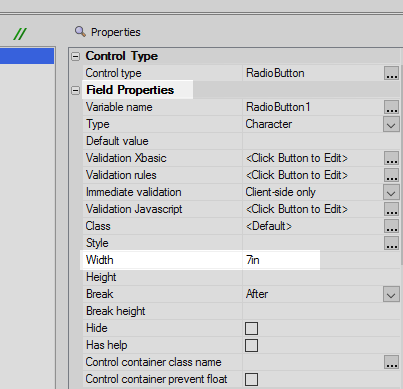 //
Properties
Control Type
Control type RadioButton ...
Field Properties
Variable name RadioButton1 ...
Type Character
Default value
Validation Xbasic <Click Button to Edit> ...
Validation rules <Click Button to Edit> ...
Immediate validation Client-side only
Validation Javascript <Click Button to Edit> ...
Class <Default> ...
Style ...
Width 7in
Height
Break After
Break height
Hide
Has help
Control container class name ...
Control container prevent float